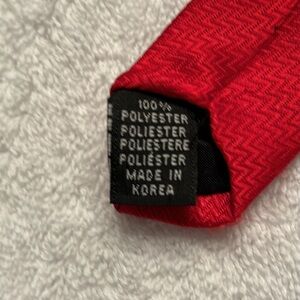 100%
POLYESTER
POLIESTER
POLIESTERE
POLIÉSTER
MADE IN
KOREA